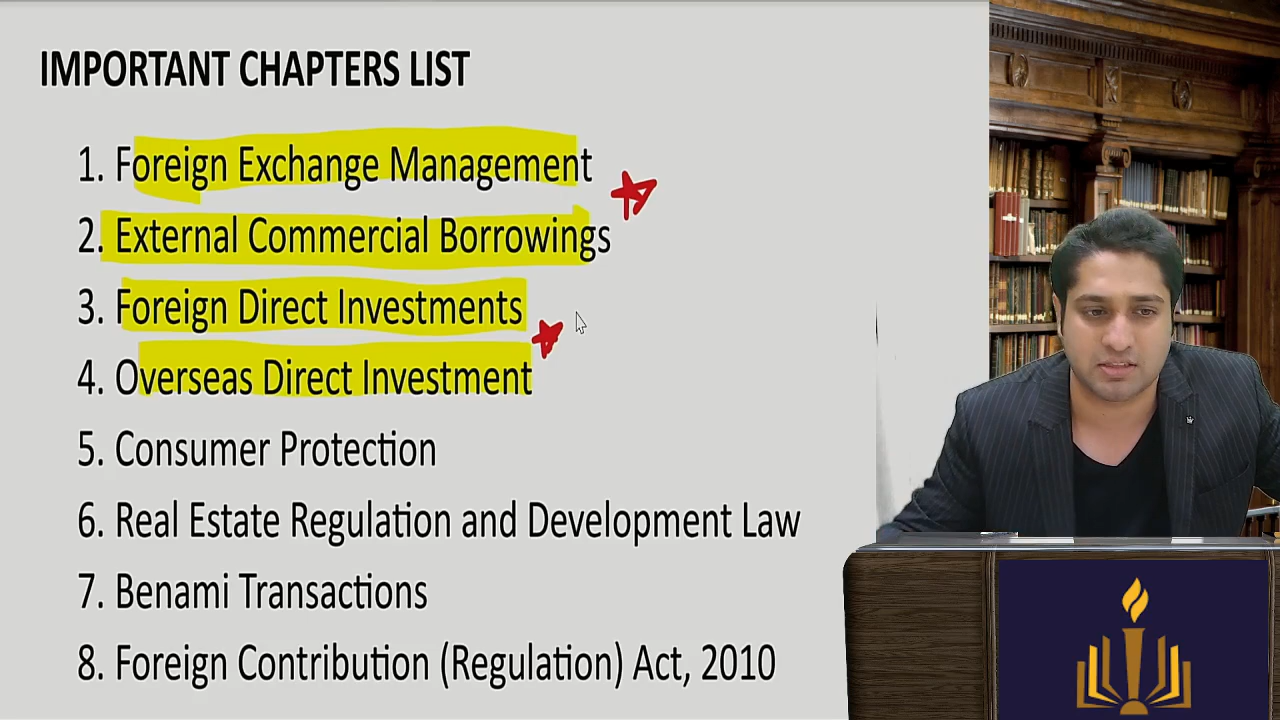 IMPORTANT CHAPTERS LIST
1. Foreign Exchange Management
2. External Commercial Borrowings
3. Foreign Direct Investments
4. Overseas Direct Investment
5. Consumer Protection
6. Real Estate Regulation and Development Law
7. Benami Transactions
8. Foreign Contribution (Regulation) Act, 2010